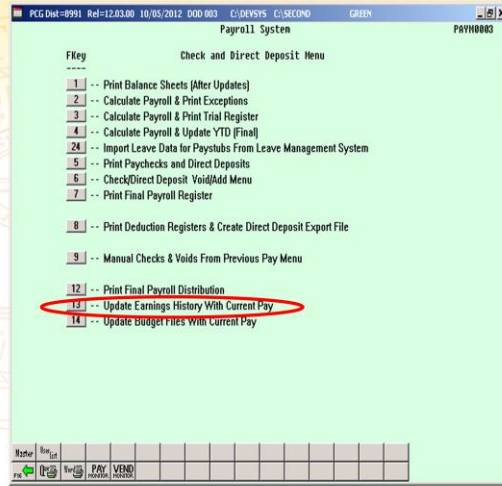 PCG Dist=8991 Rel=12.03.00 10/05/2012 DOD 003 C:\DEVSYS C:\SECOND GREEN
Payroll System PAYM0003
FKey Check and Direct Deposit Menu
----
1 -- Print Balance Sheets (After Updates)
2 -- Calculate Payroll & Print Exceptions
3 -- Calculate Payroll & Print Trial Register
4 -- Calculate Payroll & Update YTD (Final)
24 -- Import Leave Data for Paystubs From Leave Management System
5 -- Print Paychecks and Direct Deposits
6 -- Check/Direct Deposit Void/Add Menu
7 -- Print Final Payroll Register
8 -- Print Deduction Registers & Create Direct Deposit Export File
9 -- Manual Checks & Voids From Previous Pay Menu
12 -- Print Final Payroll Distribution
13 -- Update Earnings History With Current Pay
14 -- Update Budget Files With Current Pay
Master User list
F16 Word PAY MONITOR VEND MONITOR